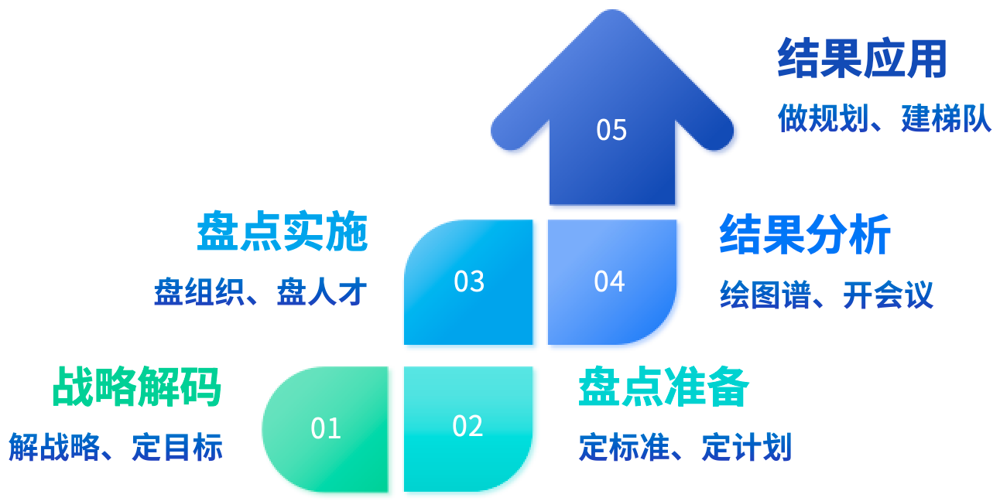 05
结果应用
做规划、建梯队
盘点实施
盘组织、盘人才
03
04
结果分析
绘图谱、开会议
战略解码
解战略、定目标
01
02
盘点准备
定标准、定计划